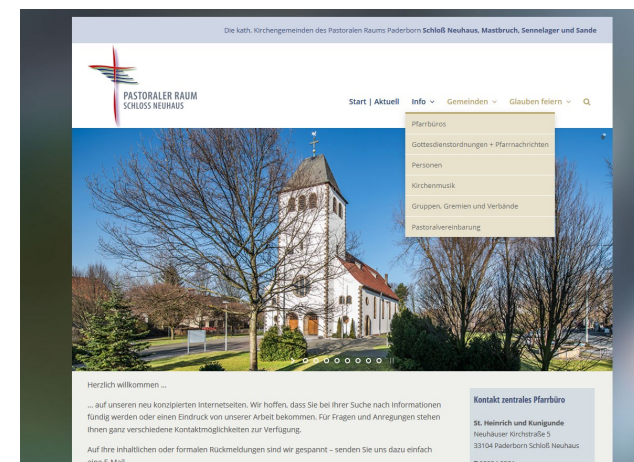 Die kath. Kirchengemeinden des Pastoralen Raums Paderborn Schloß Neuhaus, Mastbruch, Sennelager und Sande
PASTORALER RAUM
SCHLOSS NEUHAUS
Start | Aktuell Info Gemeinden Glauben feiern
Pfarrbüros
Gottesdienstordnungen + Pfarrnachrichten
Personen
Kirchenmusik
Gruppen, Gremien und Verbände
Pastoralvereinbarung
Herzlich willkommen ...
... auf unseren neu konzipierten Internetseiten. Wir hoffen, dass Sie bei Ihrer Suche nach Informationen
fündig werden oder einen Eindruck von unserer Arbeit bekommen. Für Fragen und Anregungen stehen
Ihnen ganz verschiedene Kontaktmöglichkeiten zur Verfügung.
Auf Ihre inhaltlichen oder formalen Rückmeldungen sind wir gespannt – senden Sie uns dazu einfach
eine E-Mail
Kontakt zentrales Pfarrbüro
St. Heinrich und Kunigunde
Neuhäuser Kirchstraße 5
33104 Paderborn Schloß Neuhaus